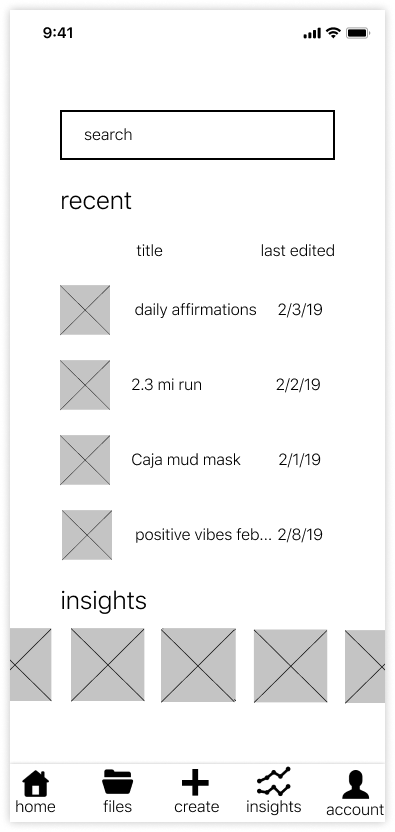 9:41
search
recent
title last edited
daily affirmations 2/3/19
2.3 mi run 2/2/19
Caja mud mask 2/1/19
positive vibes feb... 2/8/19
insights
home files create insights account